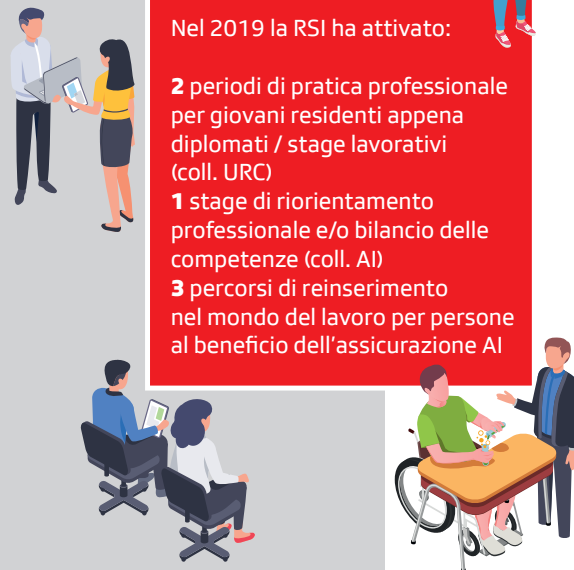 Nel 2019 la RSI ha attivato:
2 periodi di pratica professionale
per giovani residenti appena
diplomati / stage lavorativi
(coll. URC)
1 stage di riorientamento
professionale e/o bilancio delle
competenze (coll. AI)
3 percorsi di reinserimento
nel mondo del lavoro per persone
al beneficio dell'assicurazione AI